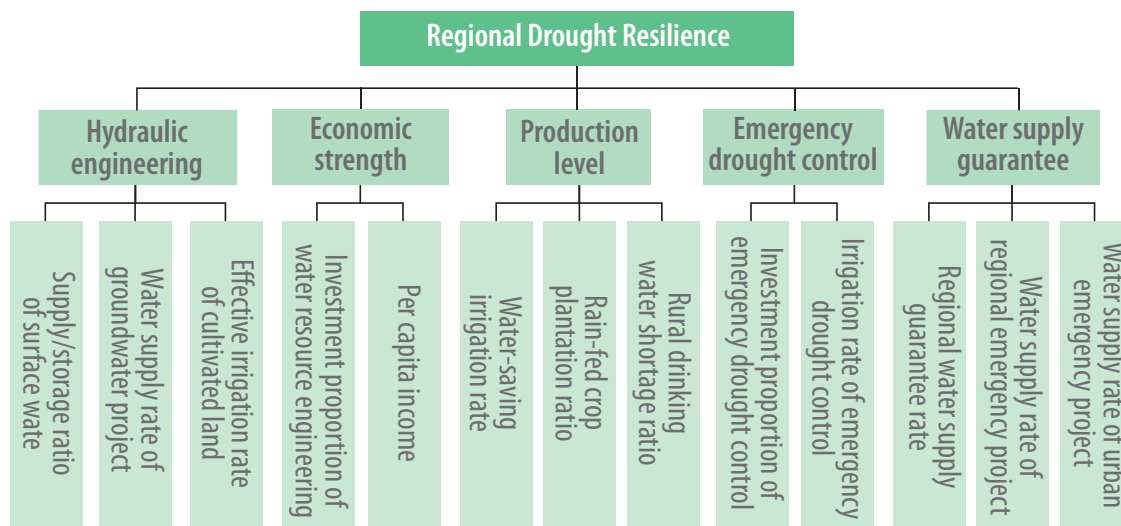 Regional Drought Resilience
Hydraulic
engineering
Economic
strength
Production
level
Emergency
drought control
Water supply
guarantee
Supply/storage ratio
of surface wate
Water supply rate of
groundwater project
Effective irrigation rate
of cultivated land
Investment proportion of
water resource engineering
Per capita income
Water-saving
irrigation rate
Rain-fed crop
plantation ratio
Rural drinking
water shortage ratio
Investment proportion of
emergency drought control
Irrigation rate of emergency
drought control
Regional water supply
guarantee rate
Water supply rate of
regional emergency project
Water supply rate of urban
emergency project